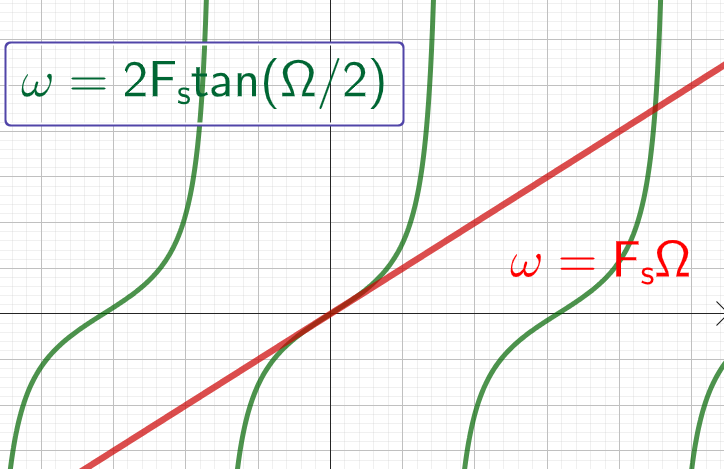 ω = 2Fₛtan(Ω/2)
ω = FₛΩ